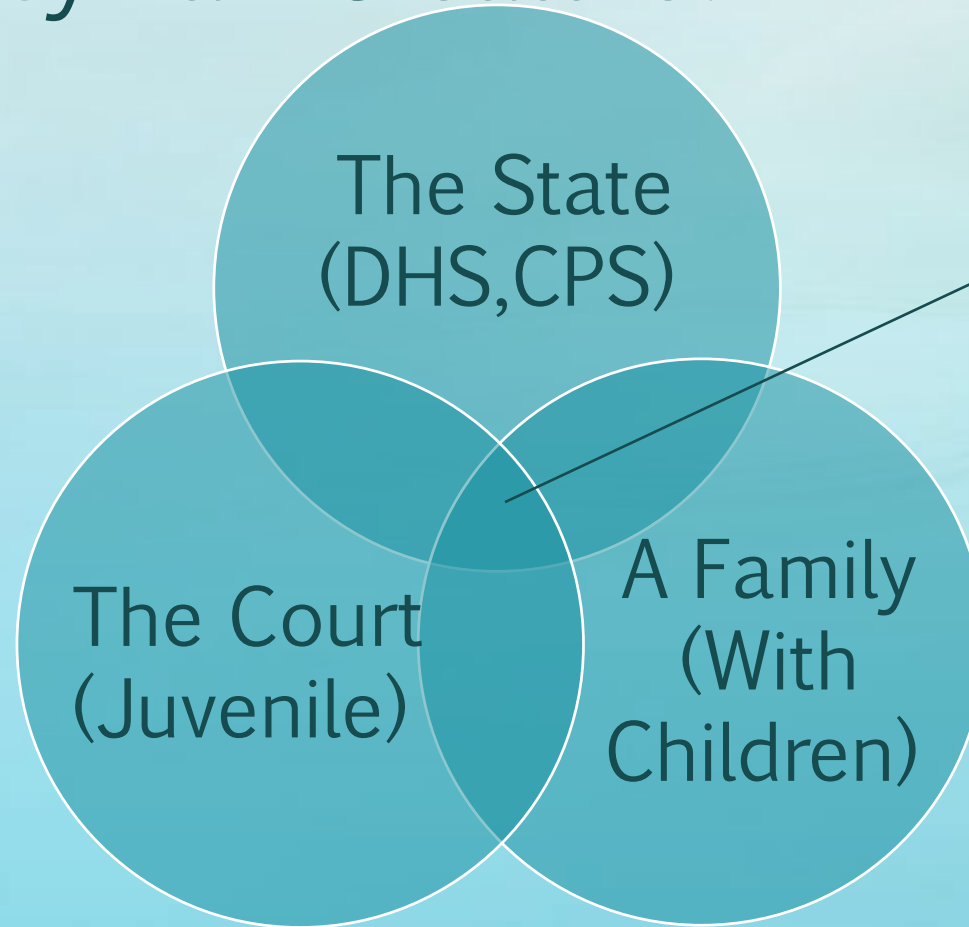 The State
(DHS,CPS)
The Court
(Juvenile)
A Family
(With
Children)